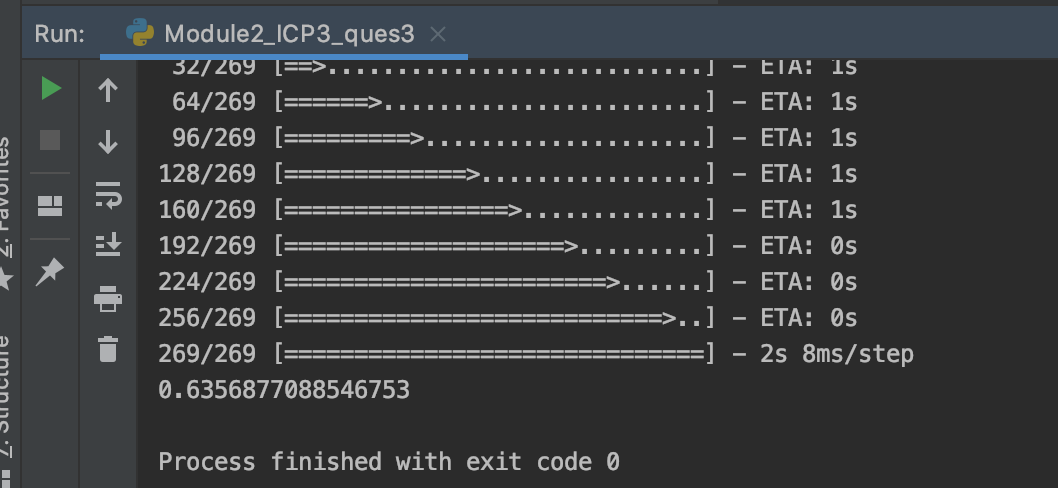 Run: Module2_ICP3_ques3
32/269 [==>...........................] - ETA: 1s
64/269 [======>.......................] - ETA: 1s
96/269 [=========>....................] - ETA: 1s
128/269 [=============>................] - ETA: 1s
160/269 [================>.............] - ETA: 1s
192/269 [====================>.........] - ETA: 0s
224/269 [=======================>......] - ETA: 0s
256/269 [===========================>..] - ETA: 0s
269/269 [==============================] - 2s 8ms/step
0.6356877088546753
Process finished with exit code 0
2: Favorites
7: Structure